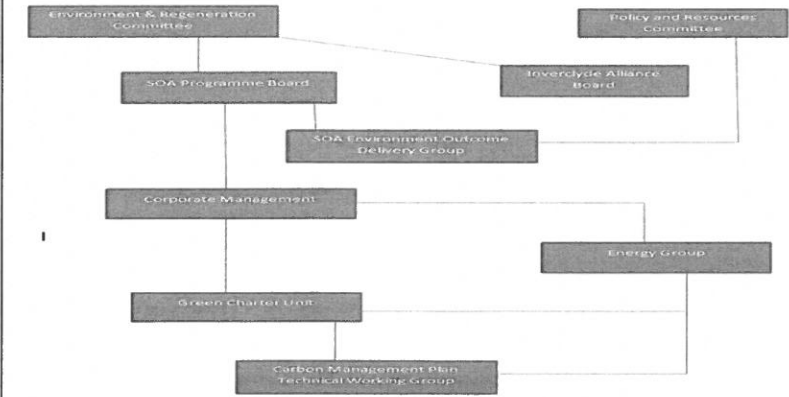 Environment & Regeneration
Committee
Policy and Resources
Committee
SOA Programme Board
Inverclyde Alliance
Board
SOA Environment Outcome
Delivery Group
Corporate Management
Energy Group
Green Charter Unit
Carbon Management Plan
Technical Working Group